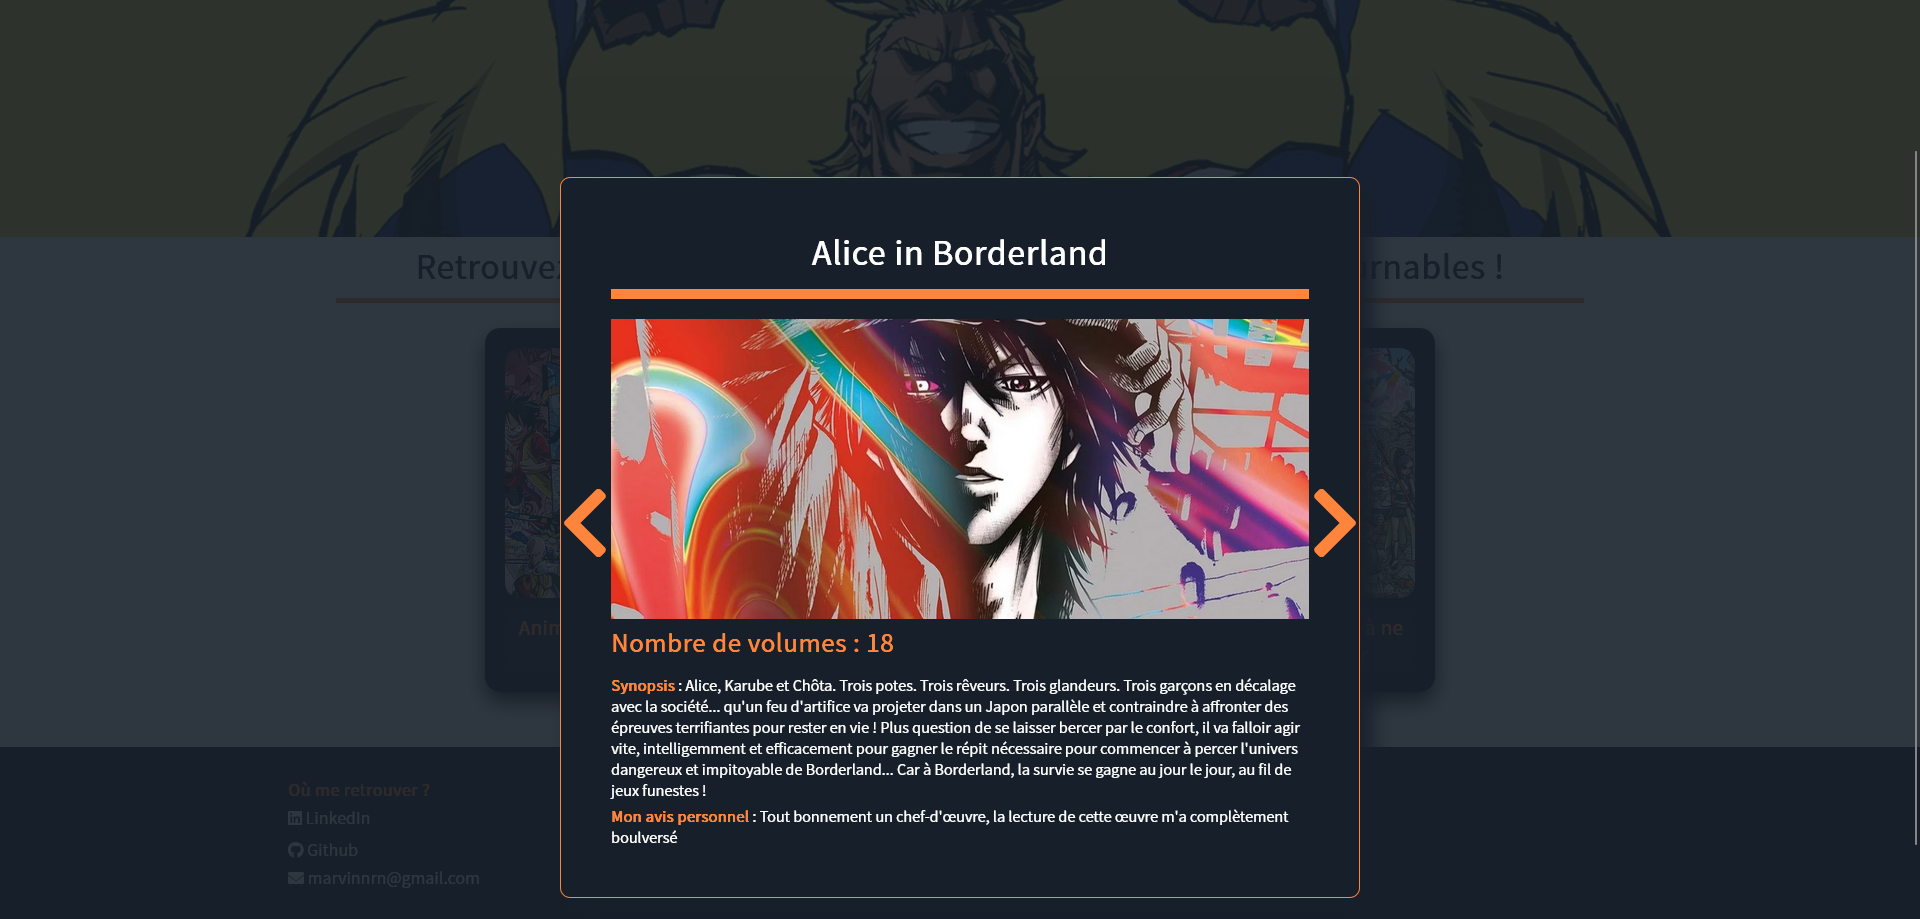 Alice in Borderland
Retrouve
rnables !
Nombre de volumes : 18
Anim
à ne
Synopsis : Alice, Karube et Chôta. Trois potes. Trois rêveurs. Trois glandeurs. Trois garçons en décalage
avec la société... qu'un feu d'artifice va projeter dans un Japon parallèle et contraindre à affronter des
épreuves terrifiantes pour rester en vie ! Plus question de se laisser bercer par le confort, il va falloir agir
vite, intelligemment et efficacement pour gagner le répit nécessaire pour commencer à percer l'univers
dangereux et impitoyable de Borderland... Car à Borderland, la survie se gagne au jour le jour, au fil de
jeux funestes !
Mon avis personnel : Tout bonnement un chef-d'œuvre, la lecture de cette œuvre m'a complètement
boulversé
Où me retrouver ?
LinkedIn
Github
marvinnrn@gmail.com